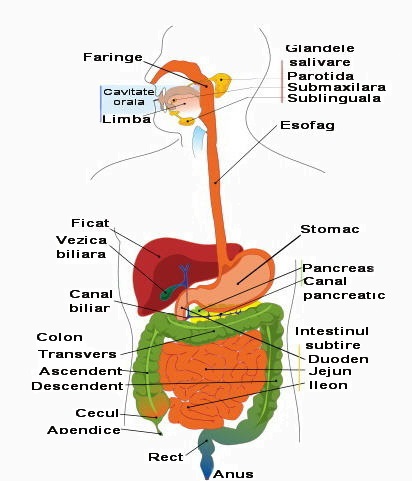 Faringe
Glandele
salivare
Parotida
Submaxilara
Sublinguala
Cavitate
orala
Limba
Esofag
Ficat
Vezica
biliara
Stomac
Pancreas
Canal
pancreatic
Canal
biliar
Colon
Transvers
Ascendent
Descendent
Intestinul
subtire
Duoden
Jejun
Ileon
Cecul
Apendice
Rect
Anus